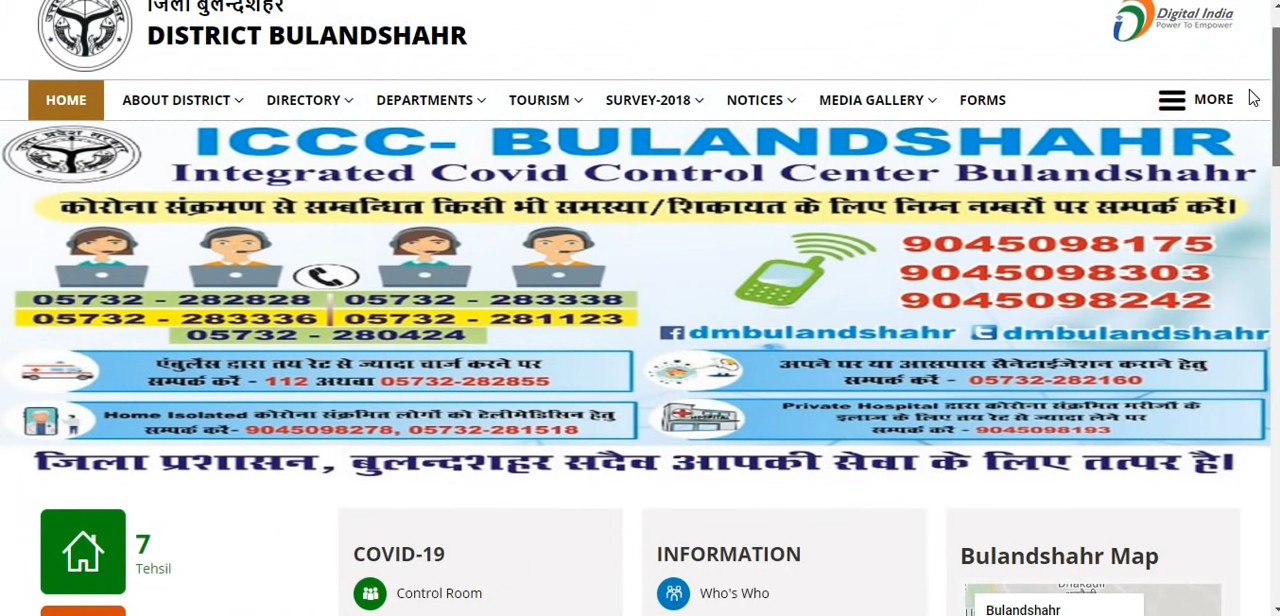 जिला बुलन्दशहर
DISTRICT BULANDSHAHR
Digital India
Power To Empower
HOME ABOUT DISTRICT DIRECTORY DEPARTMENTS TOURISM SURVEY-2018 NOTICES MEDIA GALLERY FORMS MORE
ICCC- BULANDSHAHR
Integrated Covid Control Center Bulandshahr
कोरोना संक्रमण से सम्बन्धित किसी भी समस्या/शिकायत के लिए निम्न नम्बरों पर सम्पर्क करें।
05732 - 282828 05732 - 283338
05732 - 283336 05732 - 281123
05732 - 280424
9045098175
9045098303
9045098242
dmbulandshahr dmbulandshahr
एंबुलेंस द्वारा तय रेट से ज्यादा चार्ज करने पर
सम्पर्क करें - 112 अथवा 05732-282855
अपने घर या आसपास सैनेटाईजेशन कराने हेतु
सम्पर्क करें - 05732-282160
Home Isolated कोरोना संक्रमित लोगों को टेलीमेडिसिन हेतु
सम्पर्क करें- 9045098278, 05732-281518
Private Hospital द्वारा कोरोना संक्रमित मरीजों के
इलाज के लिए तय रेट से ज्यादा लेने पर
सम्पर्क करें - 9045098193
जिला प्रशासन, बुलन्दशहर सदैव आपकी सेवा के लिए तत्पर है।
7
Tehsil
COVID-19
Control Room
INFORMATION
Who's Who
Bulandshahr Map
Bulandshahr